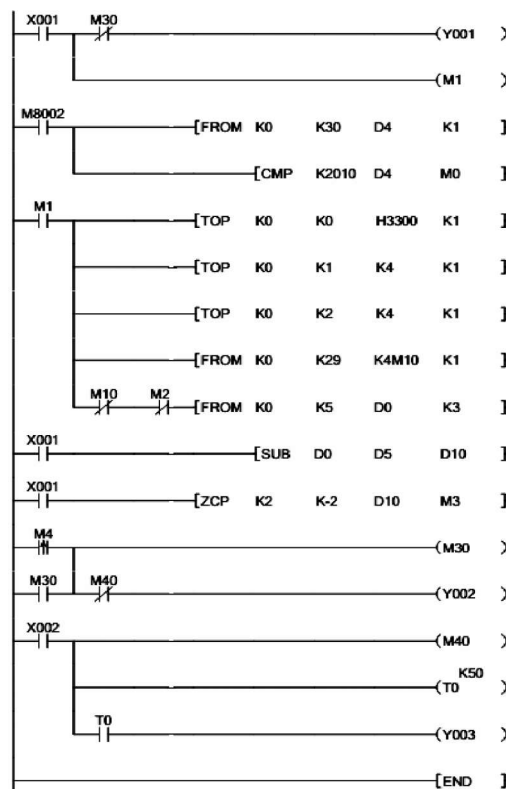 X001 M30 (Y001 )
(M1 )
M8002 [FROM K0 K30 D4 K1 ]
[CMP K2010 D4 M0 ]
M1 [TOP K0 K0 H3300 K1 ]
[TOP K0 K1 K4 K1 ]
[TOP K0 K2 K4 K1 ]
[FROM K0 K29 K4M10 K1 ]
M10 M2 [FROM K0 K5 D0 K3 ]
X001 [SUB D0 D5 D10 ]
X001 [ZCP K2 K-2 D10 M3 ]
M4 (M30 )
M30 M40 (Y002 )
X002 (M40 )
K50
(T0 )
T0 (Y003 )
[END ]